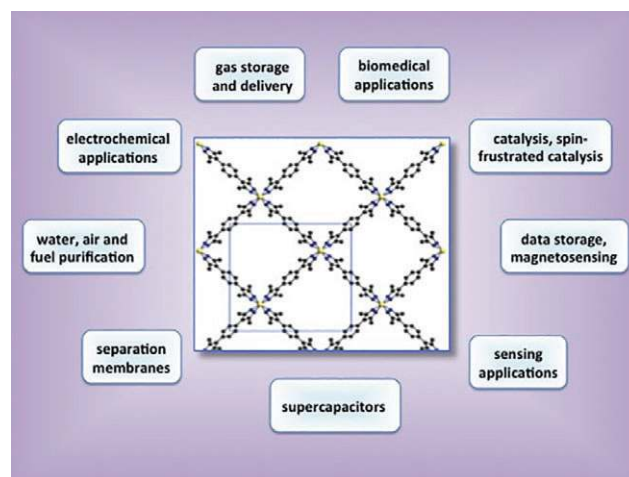 gas storage
and delivery
biomedical
applications
electrochemical
applications
catalysis, spin-
frustrated catalysis
water, air and
fuel purification
data storage,
magnetosensing
separation
membranes
sensing
applications
supercapacitors